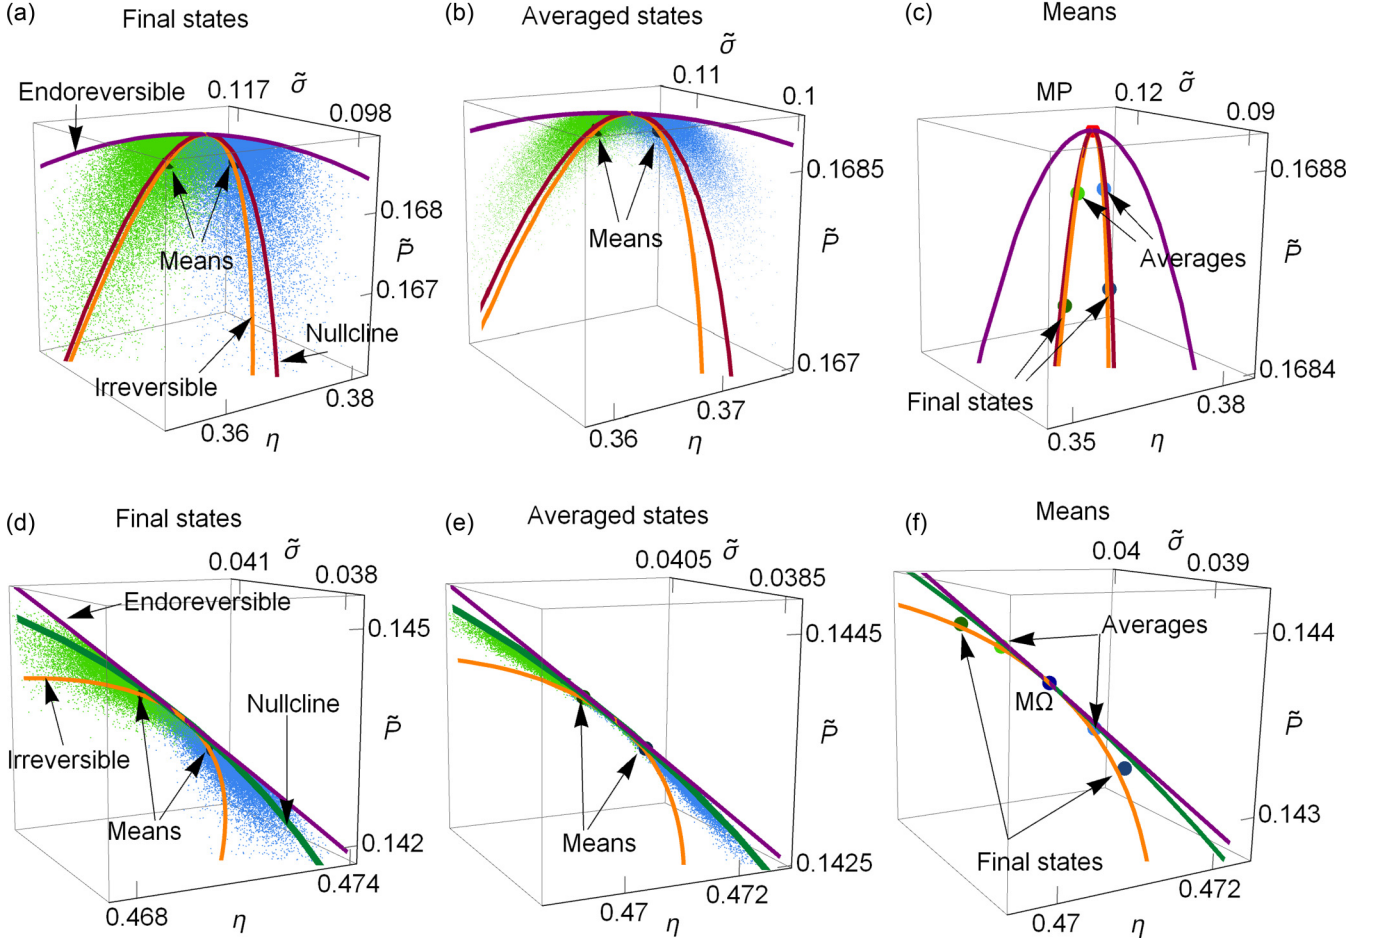 (a)
Final states
0.117
σ̃
0.098
Endoreversible
0.168
P̃
Means
0.167
Nullcline
Irreversible
0.38
0.36
η
(b)
Averaged states
σ̃
0.11
0.1
0.1685
Means
P̃
0.167
0.37
0.36
η
(c)
Means
MP
0.12
σ̃
0.09
0.1688
P̃
Averages
0.1684
Final states
0.38
0.35
η
(d)
Final states
0.041
σ̃
0.038
Endoreversible
0.145
Nullcline
P̃
Irreversible
Means
0.142
0.474
0.468
η
(e)
Averaged states
0.0405
σ̃
0.0385
0.1445
P̃
Means
0.1425
0.472
0.47
η
(f)
Means
0.04
σ̃
0.039
Averages
0.144
MΩ
P̃
0.143
Final states
0.472
0.47
η